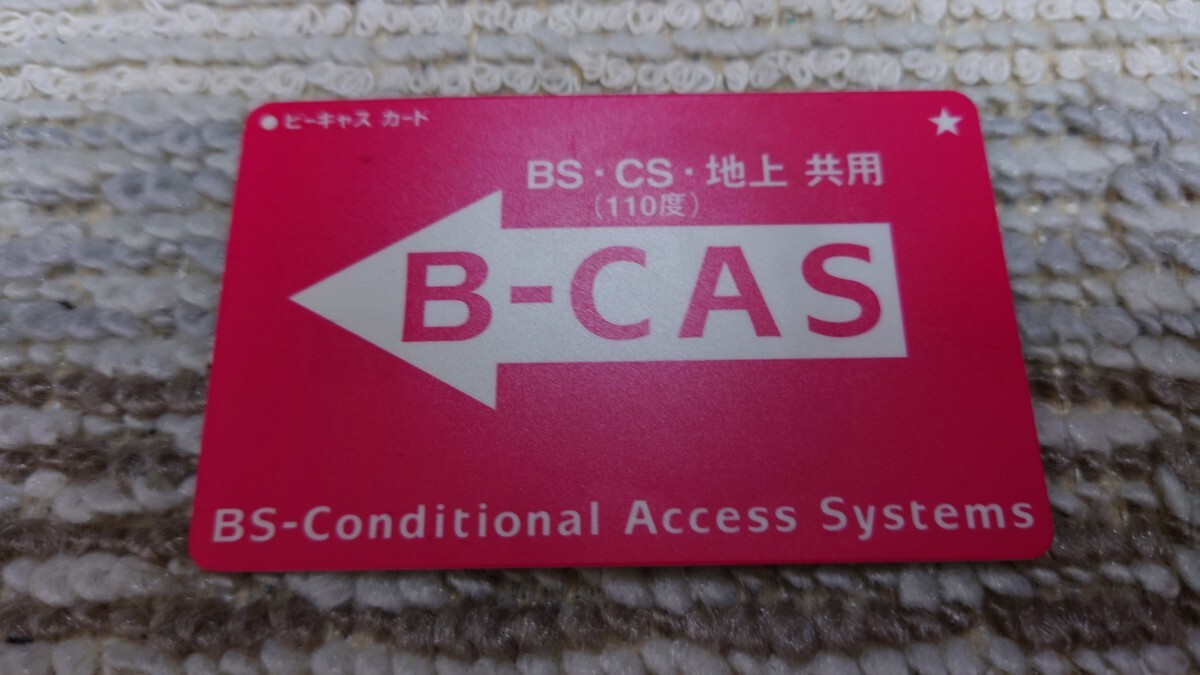 ●ビーキャス カード ★
BS・CS・地上 共用
(110度)
B-CAS
BS-Conditional Access Systems